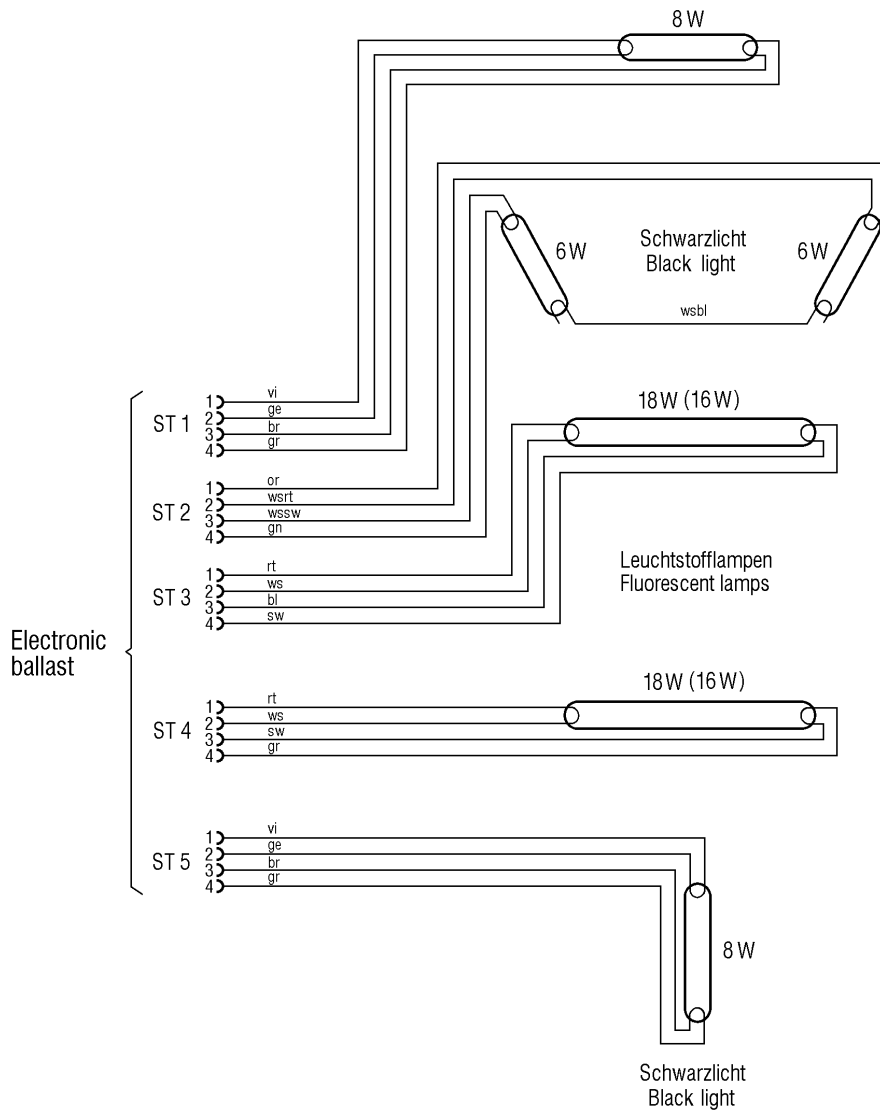 8 W
Schwarzlicht
Black light
6 W
6 W
wsbl
ST 1
1 vi
2 ge
3 br
4 gr
18 W (16 W)
ST 2
1 or
2 wsrt
3 wssw
4 gn
Leuchtstofflampen
Fluorescent lamps
ST 3
1 rt
2 ws
3 bl
4 sw
Electronic
ballast
18 W (16 W)
ST 4
1 rt
2 ws
3 sw
4 gr
ST 5
1 vi
2 ge
3 br
4 gr
8 W
Schwarzlicht
Black light